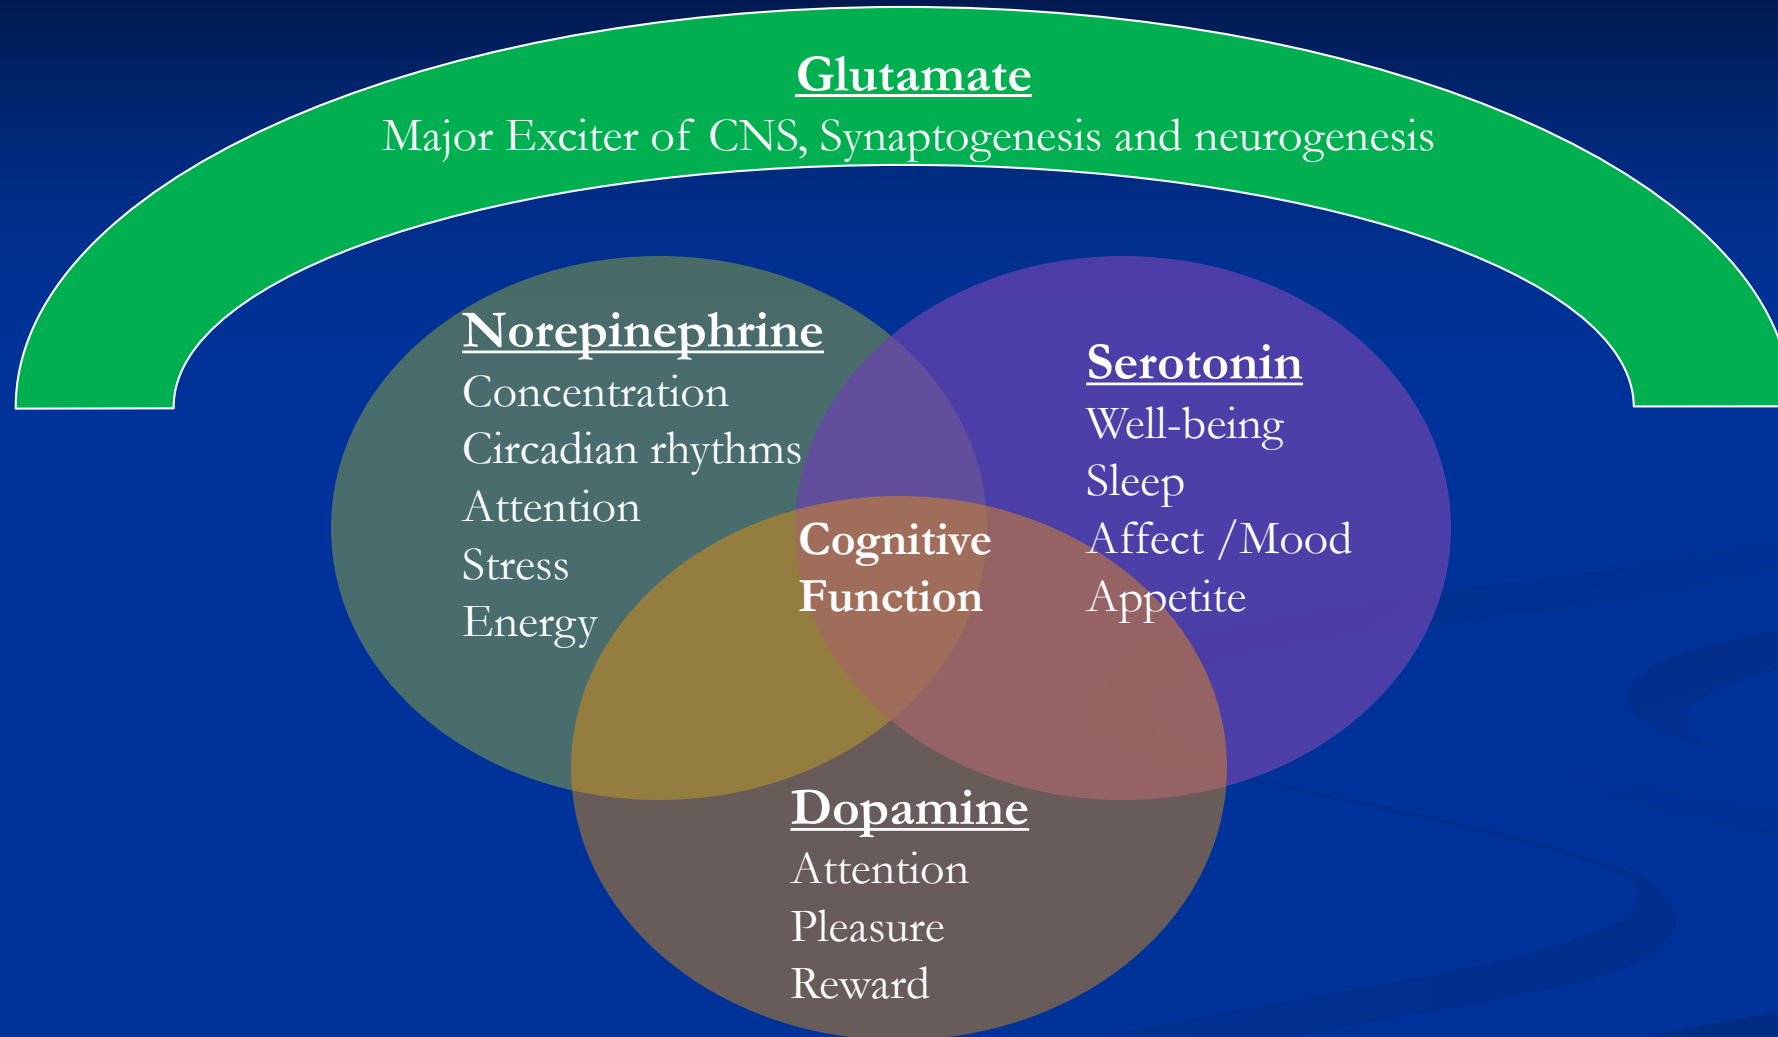 Glutamate
Major Exciter of CNS, Synaptogenesis and neurogenesis
Norepinephrine
Concentration
Circadian rhythms
Attention
Stress
Energy
Serotonin
Well-being
Sleep
Affect /Mood
Appetite
Cognitive
Function
Dopamine
Attention
Pleasure
Reward